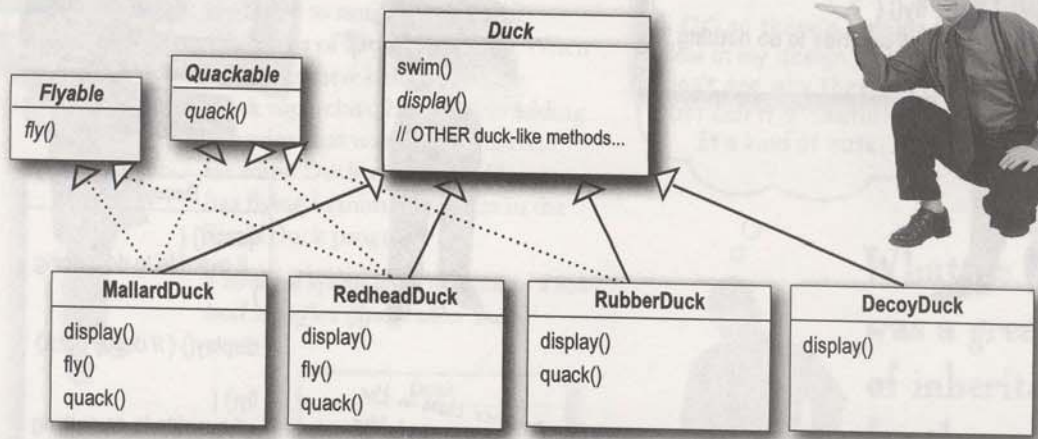 Duck
swim()
display()
// OTHER duck-like methods...
Flyable
fly()
Quackable
quack()
MallardDuck
display()
fly()
quack()
RedheadDuck
display()
fly()
quack()
RubberDuck
display()
quack()
DecoyDuck
display()